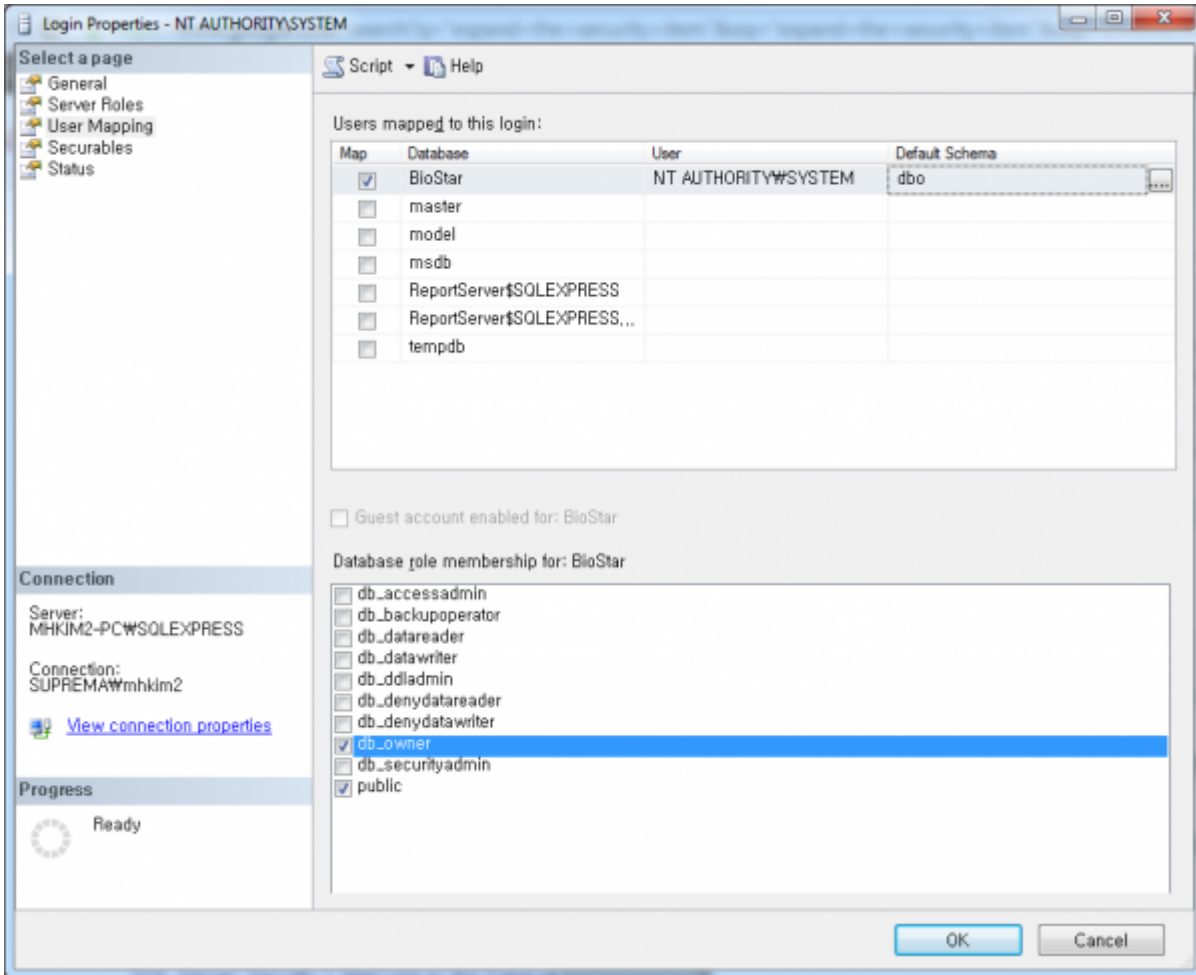 Login Properties - NT AUTHORITY\SYSTEM
Select a page
General
Server Roles
User Mapping
Securables
Status
Script
Help
Users mapped to this login:
Map Database User Default Schema
BioStar NT AUTHORITY₩SYSTEM dbo ...
master
model
msdb
ReportServer$SQLEXPRESS
ReportServer$SQLEXPRESS,,,
tempdb
Guest account enabled for: BioStar
Database role membership for: BioStar
db_accessadmin
db_backupoperator
db_datareader
db_datawriter
db_ddladmin
db_denydatareader
db_denydatawriter
db_owner
db_securityadmin
public
Connection
Server:
MHKIM2-PC₩SQLEXPRESS
Connection:
SUPREMA₩mhkim2
View connection properties
Progress
Ready
OK
Cancel